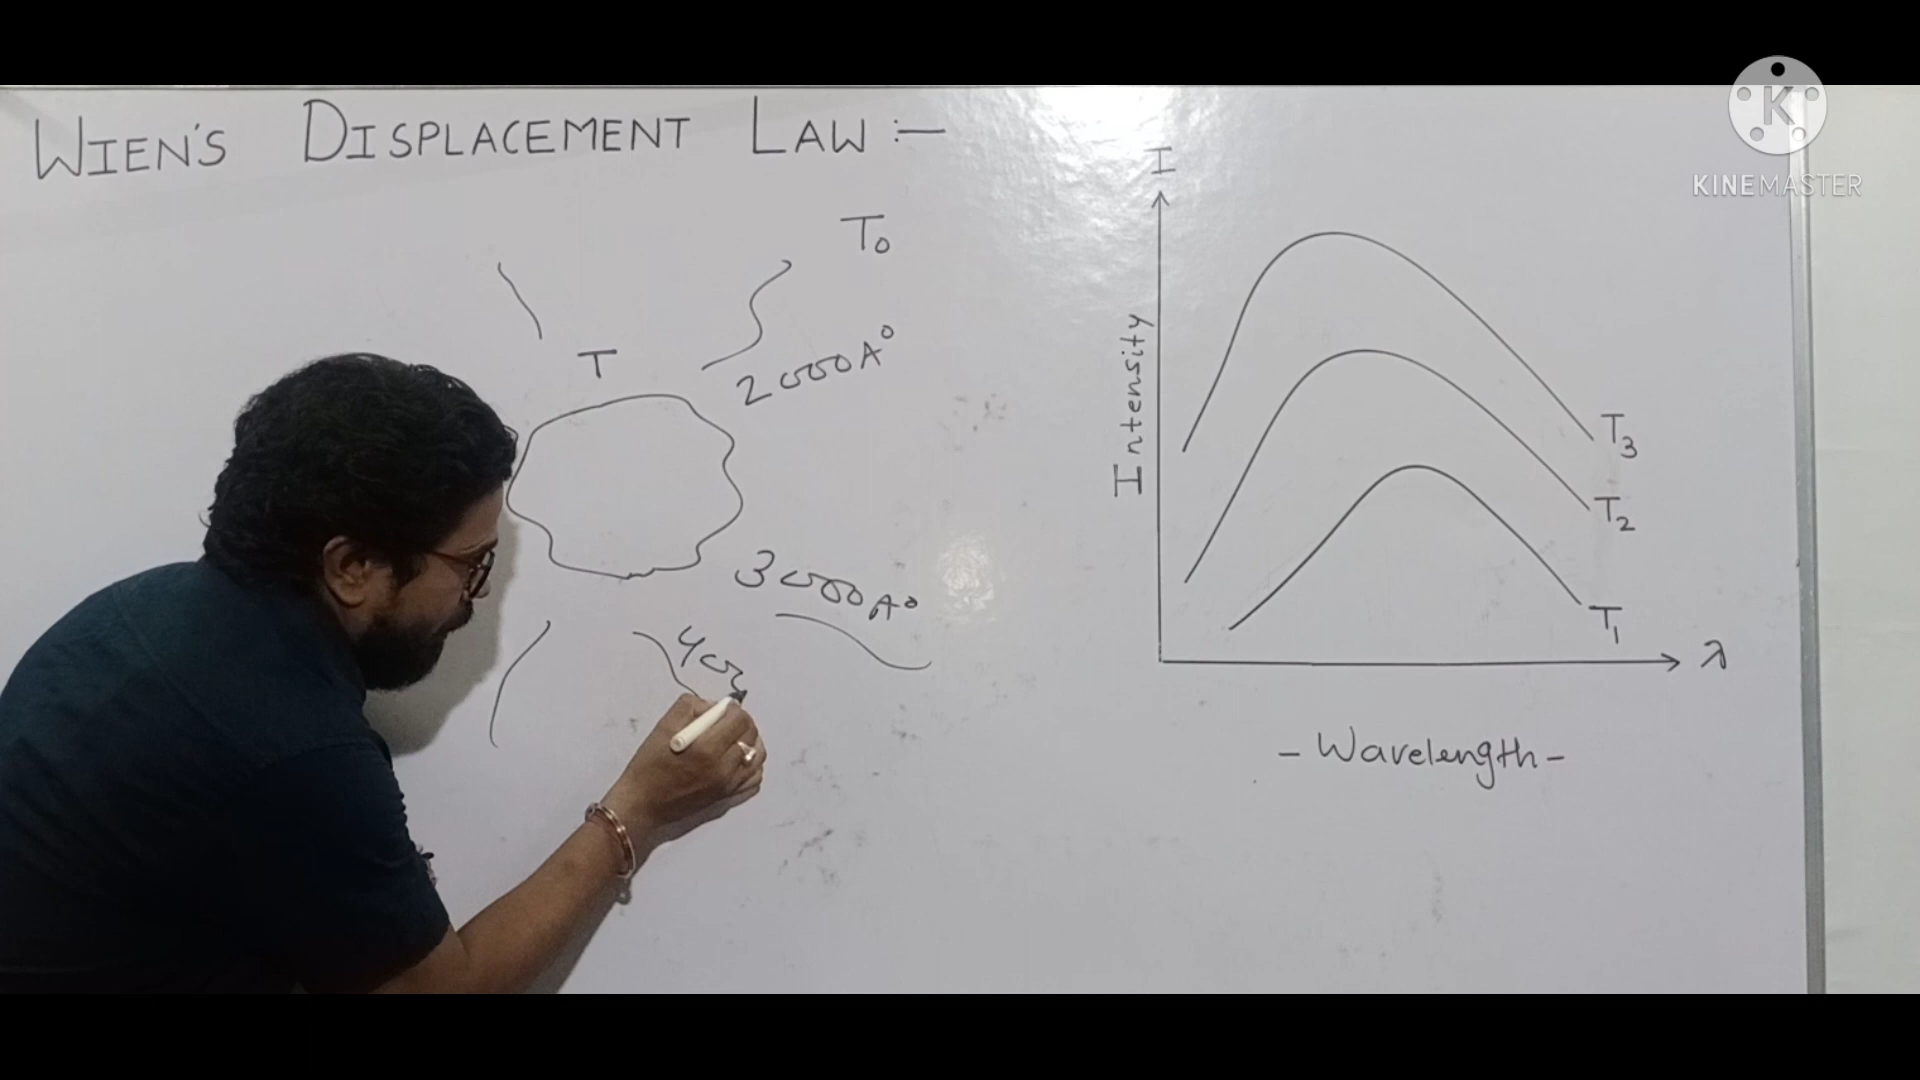 WIEN'S DISPLACEMENT LAW :-
T₀
T
2000A°
3000A°
I
Intensity
T₃
T₂
T₁
λ
- Wavelength -
K
KINEMASTER